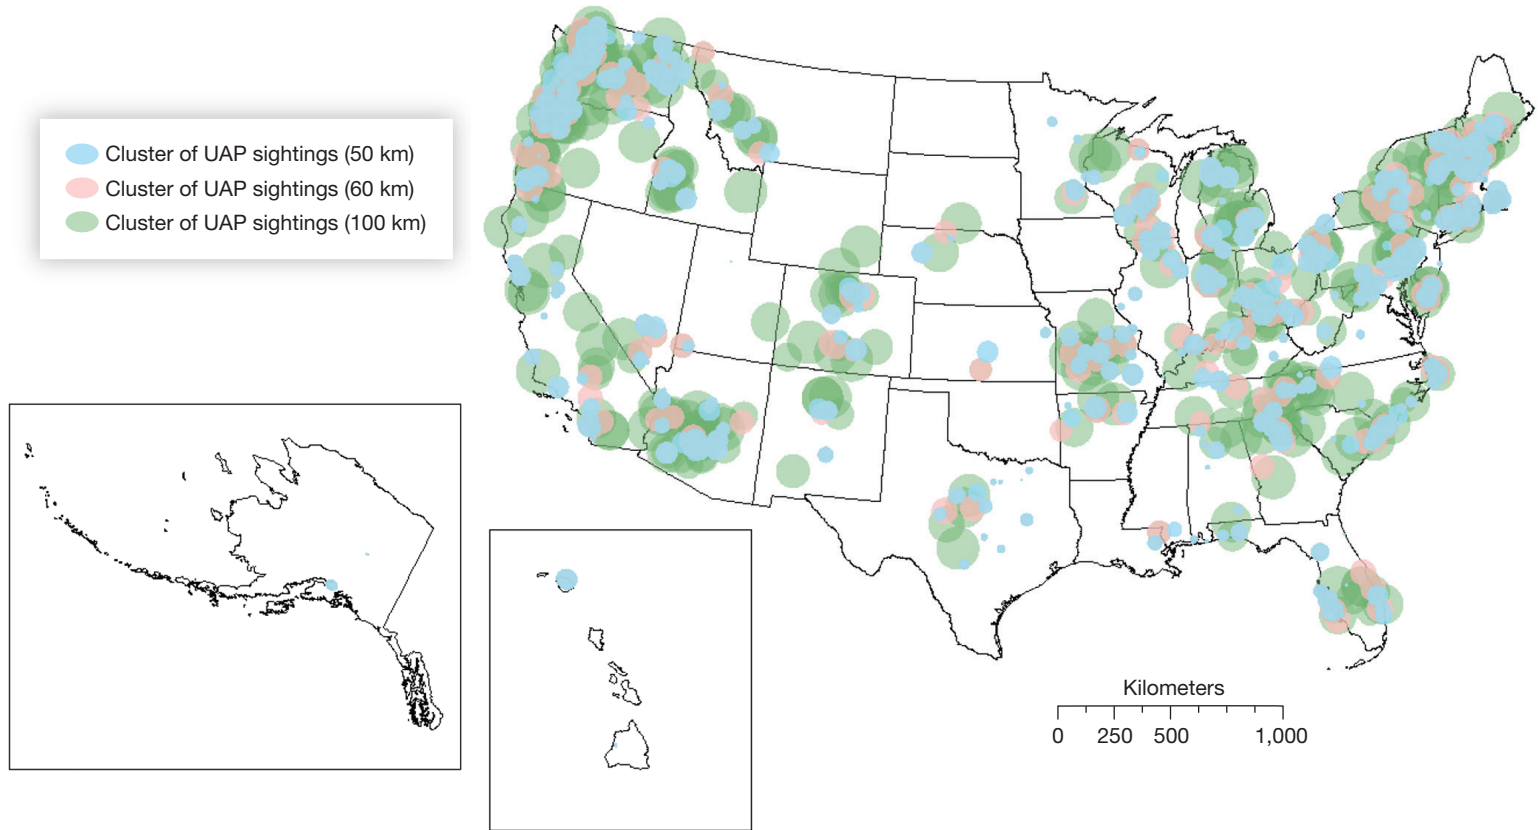 Cluster of UAP sightings (50 km)
Cluster of UAP sightings (60 km)
Cluster of UAP sightings (100 km)
Kilometers
0 250 500 1,000